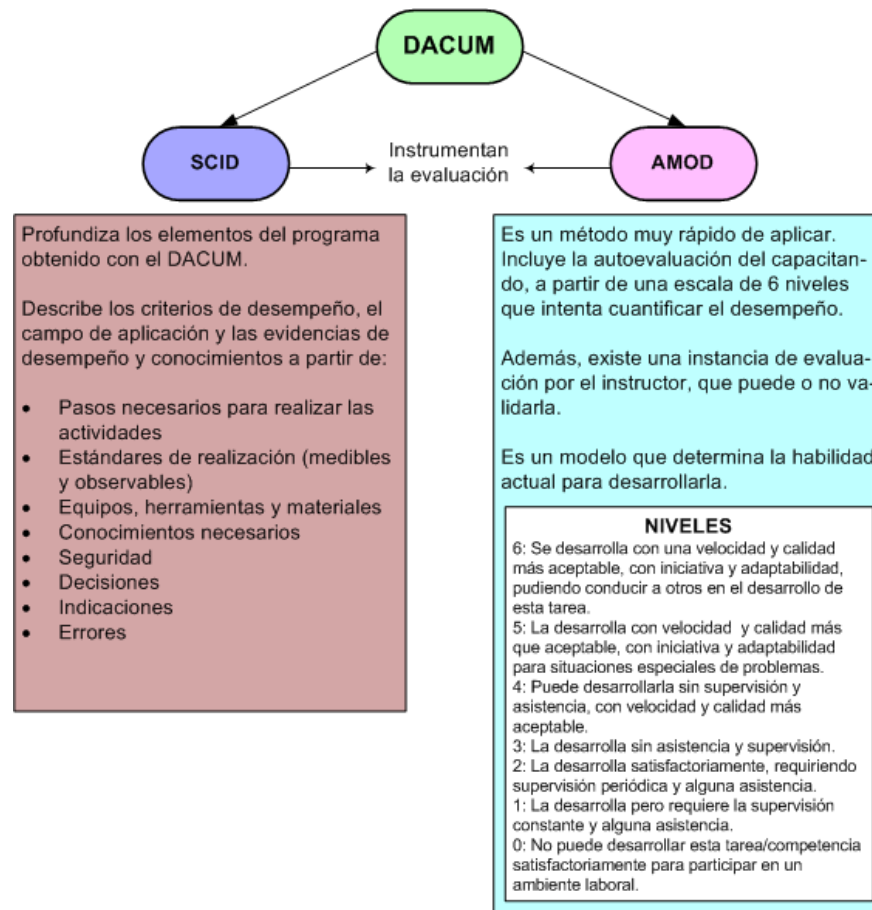 DACUM
SCID
Instrumentan
la evaluación
AMOD
Profundiza los elementos del programa
obtenido con el DACUM.
Describe los criterios de desempeño, el
campo de aplicación y las evidencias de
desempeño y conocimientos a partir de:
• Pasos necesarios para realizar las
actividades
• Estándares de realización (medibles
y observables)
• Equipos, herramientas y materiales
• Conocimientos necesarios
• Seguridad
• Decisiones
• Indicaciones
• Errores
Es un método muy rápido de aplicar.
Incluye la autoevaluación del capacitan-
do, a partir de una escala de 6 niveles
que intenta cuantificar el desempeño.
Además, existe una instancia de evalua-
ción por el instructor, que puede o no va-
lidarla.
Es un modelo que determina la habilidad
actual para desarrollarla.
NIVELES
6: Se desarrolla con una velocidad y calidad
más aceptable, con iniciativa y adaptabilidad,
pudiendo conducir a otros en el desarrollo de
esta tarea.
5: La desarrolla con velocidad y calidad más
que aceptable, con iniciativa y adaptabilidad
para situaciones especiales de problemas.
4: Puede desarrollarla sin supervisión y
asistencia, con velocidad y calidad más
aceptable.
3: La desarrolla sin asistencia y supervisión.
2: La desarrolla satisfactoriamente, requiriendo
supervisión periódica y alguna asistencia.
1: La desarrolla pero requiere la supervisión
constante y alguna asistencia.
0: No puede desarrollar esta tarea/competencia
satisfactoriamente para participar en un
ambiente laboral.